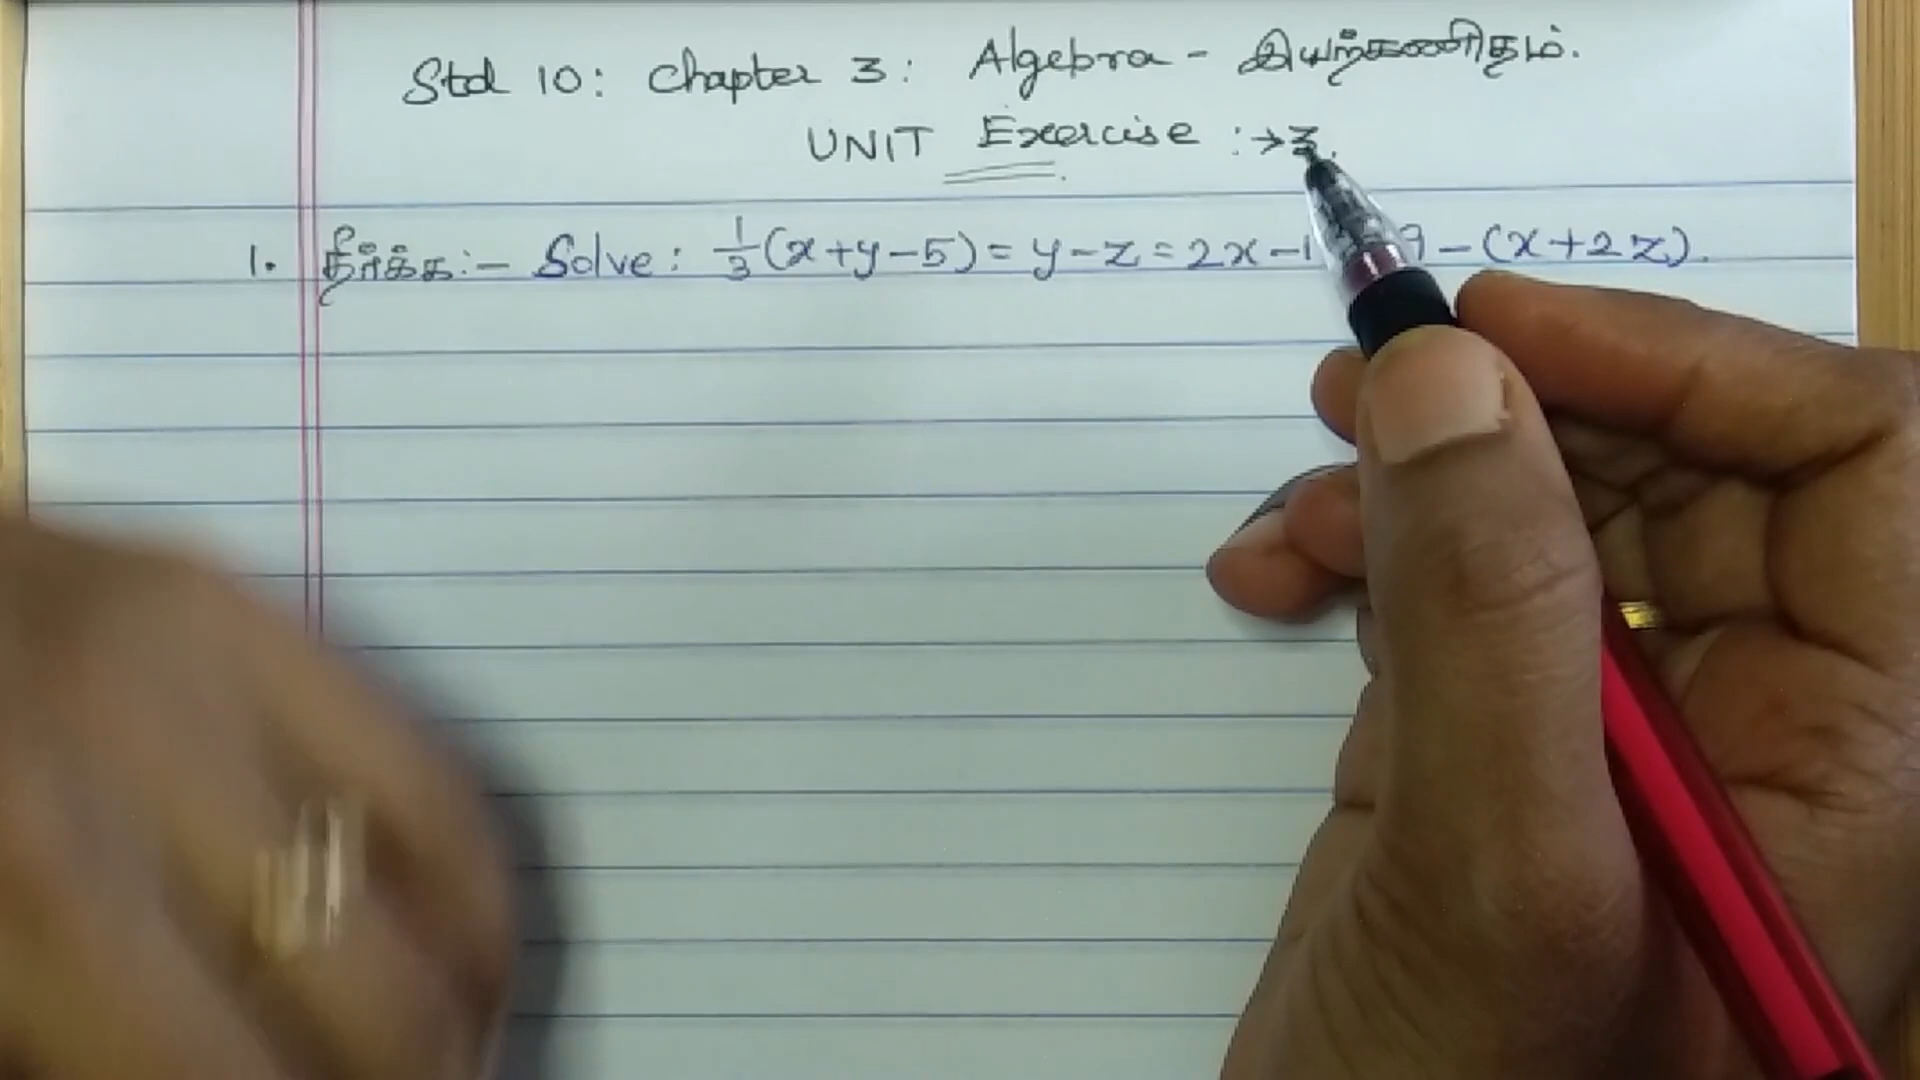 Std 10: Chapter 3: Algebra - இயற்கணிதம்.
UNIT Exercise :→3.
1. தீர்க்க:- Solve: 1/3(x+y-5)=y-z=2x-1 9-(x+2z).